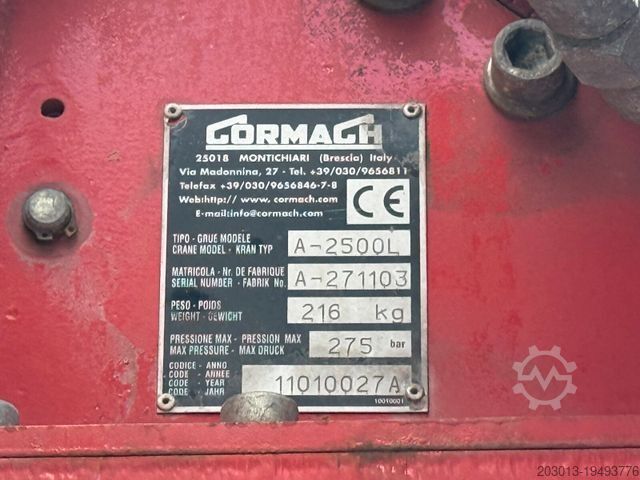 CORMACH
25018 MONTICHIARI (Brescia) Italy
Via Madonnina, 27 - Tel. +39/030/9656811
Telefax +39/030/9656846-7-8
Web:http:// www. cormach.com
E-mail:info@cormach.com
CE
TIPO - GRUE MODELE
CRANE MODEL - KRAN TYP
A-2500L
MATRICOLA - Nr. DE FABRIQUE
SERIAL NUMBER - FABRIK No.
A-271103
PESO - POIDS
WEIGHT - GEWICHT
216 kg
PRESSIONE MAX - PRESSION MAX
MAX PRESSURE - MAX DRUCK
275 bar
CODICE - ANNO
CODE - ANNÉE
CODE - YEAR
CODE - JAHR
11010027A
10010001
203013-19493776